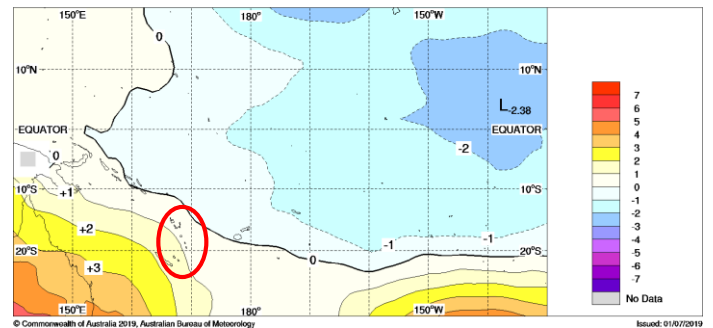 150°E 180° 150°W
0
10°N 10°N
L-2.38
EQUATOR EQUATOR
-2
0
10°S 10°S
+1
+2
-1 -1
20°S 20°S
+3 0
150°E 180° 150°W
7
6
5
4
3
2
1
0
-1
-2
-3
-4
-5
-6
-7
No Data
© Commonwealth of Australia 2019, Australian Bureau of Meteorology Issued: 01/07/2019